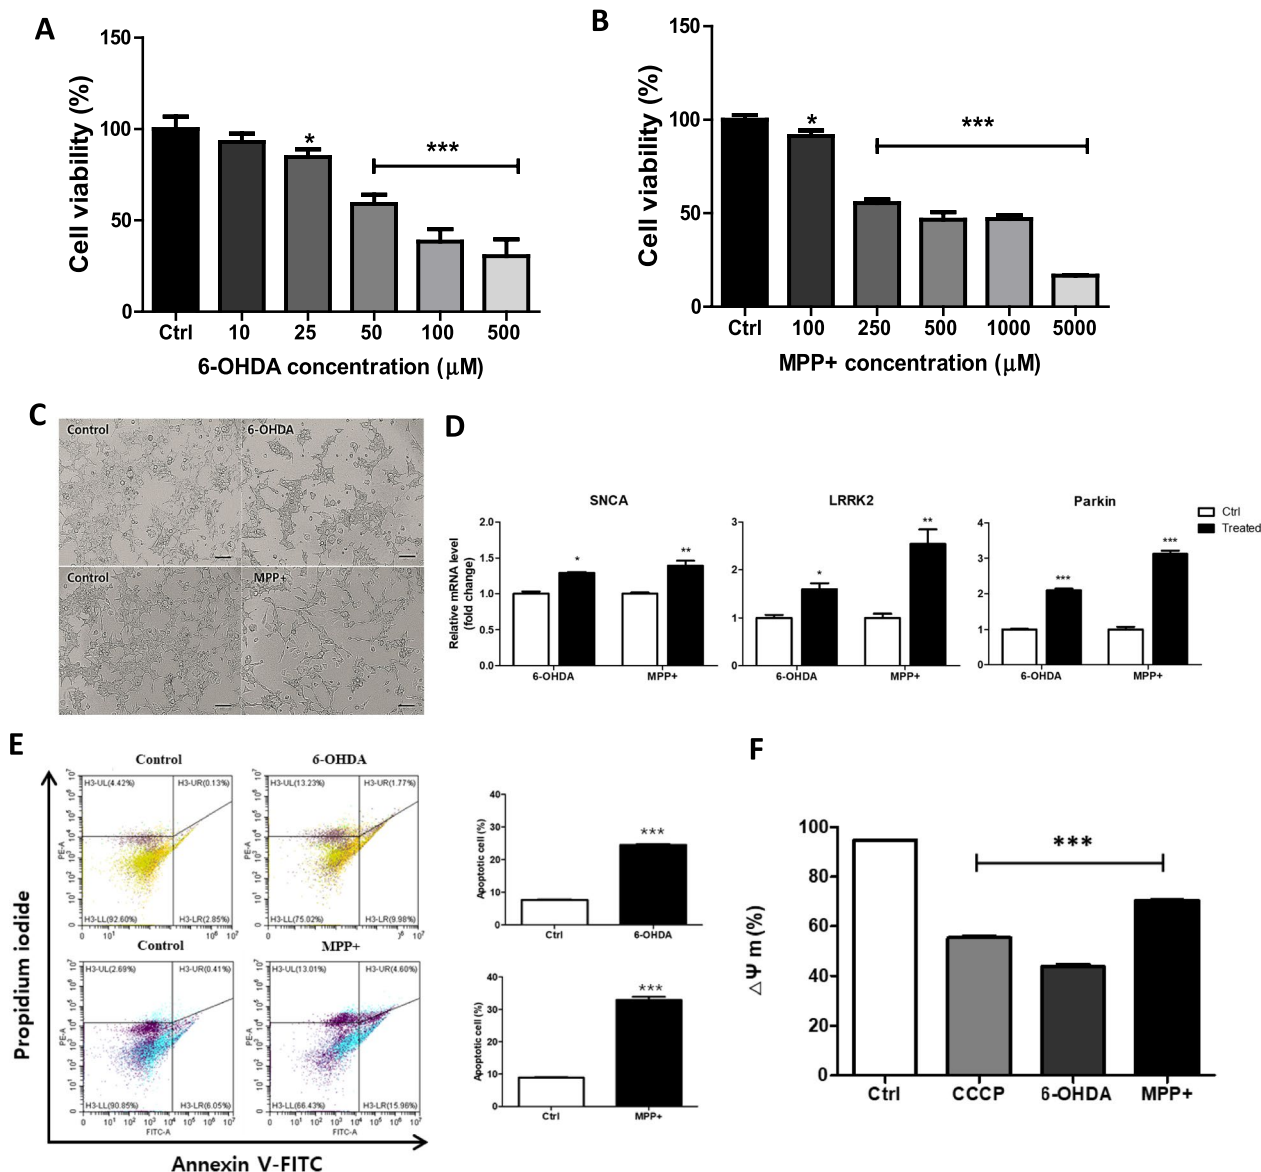 A
150
100
50
0
Cell viability (%)
*
***
Ctrl 10 25 50 100 500
6-OHDA concentration (μM)
B
150
100
50
0
Cell viability (%)
*
***
Ctrl 100 250 500 1000 5000
MPP+ concentration (μM)
C
Control
6-OHDA
Control
MPP+
D
SNCA
2.0
1.5
1.0
0.5
0.0
Relative mRNA level
(fold change)
*
**
6-OHDA MPP+
LRRK2
3
2
1
0
*
**
6-OHDA MPP+
Parkin
4
3
2
1
0
***
***
6-OHDA MPP+
Ctrl
Treated
E
Propidium iodide
Control
H3-UL(4.42%) H3-UR(0.13%)
H3-LL(92.60%) H3-LR(2.85%)
PE-A
6-OHDA
H3-UL(13.23%) H3-UR(1.77%)
H3-LL(75.02%) H3-LR(9.98%)
PE-A
Control
H3-UL(2.69%) H3-UR(0.41%)
H3-LL(90.85%) H3-LR(6.05%)
PE-A
FITC-A
MPP+
H3-UL(13.01%) H3-UR(4.60%)
H3-LL(66.43%) H3-LR(15.96%)
PE-A
FITC-A
Annexin V-FITC
40
30
20
10
0
Apoptotic cell (%)
***
Ctrl 6-OHDA
40
30
20
10
0
Apoptotic cell (%)
***
Ctrl MPP+
F
100
80
60
40
20
0
△Ψ m (%)
***
Ctrl CCCP 6-OHDA MPP+